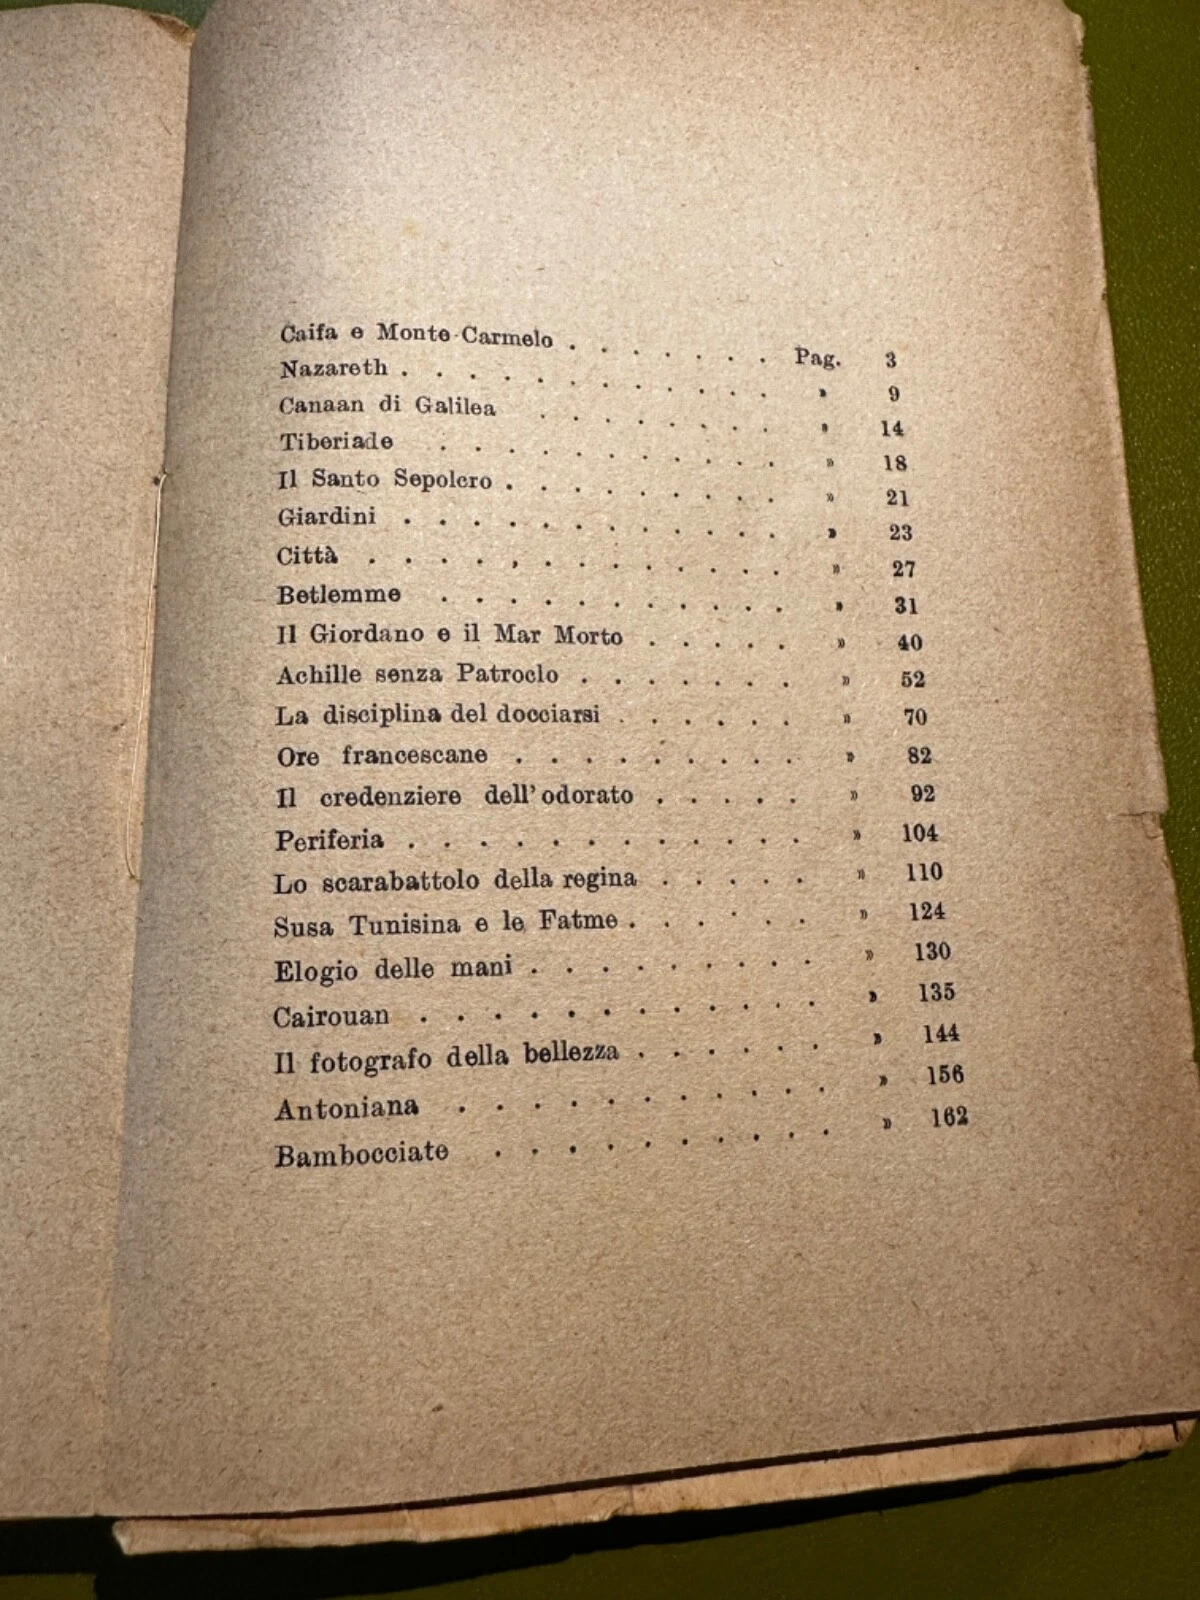 Caifa e Monte Carmelo . . . . . . . Pag. 3
Nazareth . . . . . . . . . . . » 9
Canaan di Galilea . . . . . . . . » 14
Tiberiade . . . . . . . . . . » 18
Il Santo Sepolcro . . . . . . . . . » 21
Giardini . . . . . . . . . . . » 23
Città . . . . . . . . . . . . » 27
Betlemme . . . . . . . . . . » 31
Il Giordano e il Mar Morto . . . . . » 40
Achille senza Patroclo . . . . . . . » 52
La disciplina del docciarsi . . . . . . » 70
Ore francescane . . . . . . . . . » 82
Il credenziere dell'odorato . . . . . » 92
Periferia . . . . . . . . . . . . » 104
Lo scarabattolo della regina . . . . . » 110
Susa Tunisina e le Fatme . . . . . . » 124
Elogio delle mani . . . . . . . . . » 130
Cairouan . . . . . . . . . . . . » 135
Il fotografo della bellezza . . . . . . » 144
Antoniana . . . . . . . . . . . » 156
Bambocciate . . . . . . . . . . » 162